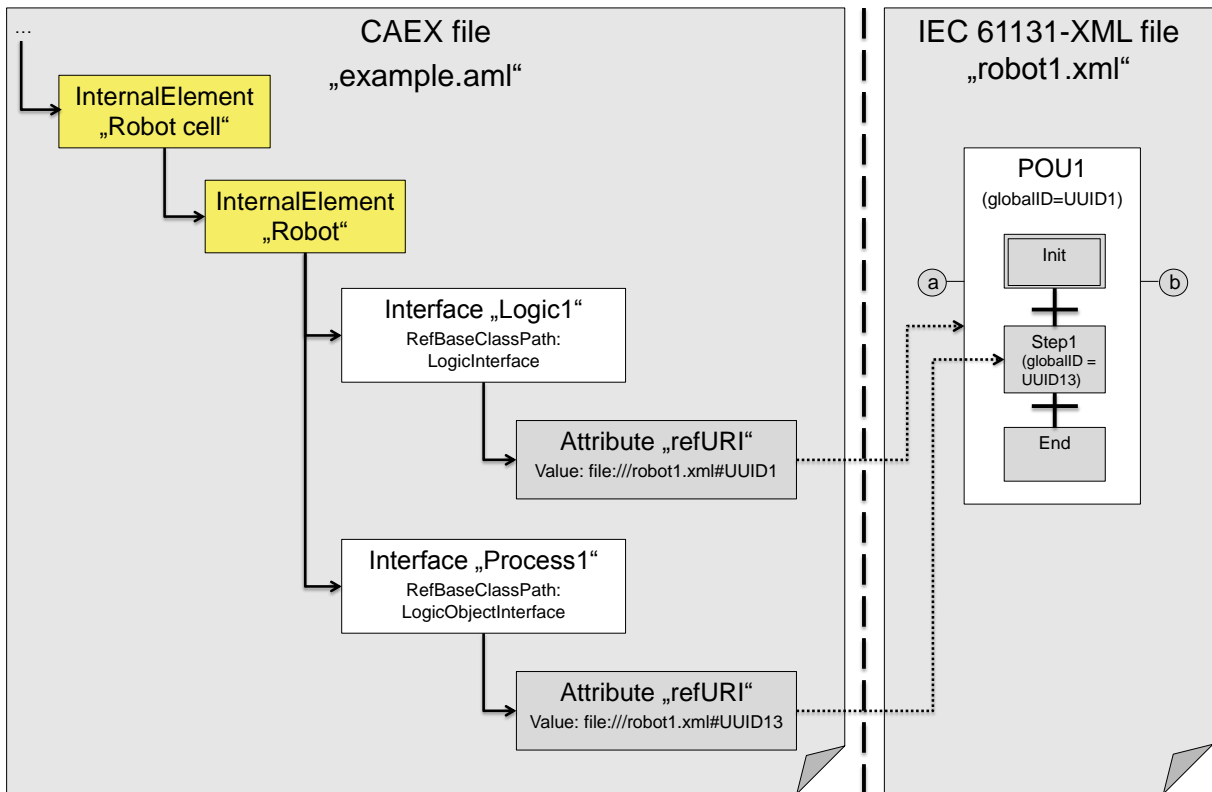 ...
CAEX file
„example.aml“
InternalElement
„Robot cell“
InternalElement
„Robot“
Interface „Logic1“
RefBaseClassPath:
LogicInterface
Attribute „refURI“
Value: file:///robot1.xml#UUID1
Interface „Process1“
RefBaseClassPath:
LogicObjectInterface
Attribute „refURI“
Value: file:///robot1.xml#UUID13
IEC 61131-XML file
„robot1.xml“
POU1
(globalID=UUID1)
Init
a
b
Step1
(globalID =
UUID13)
End